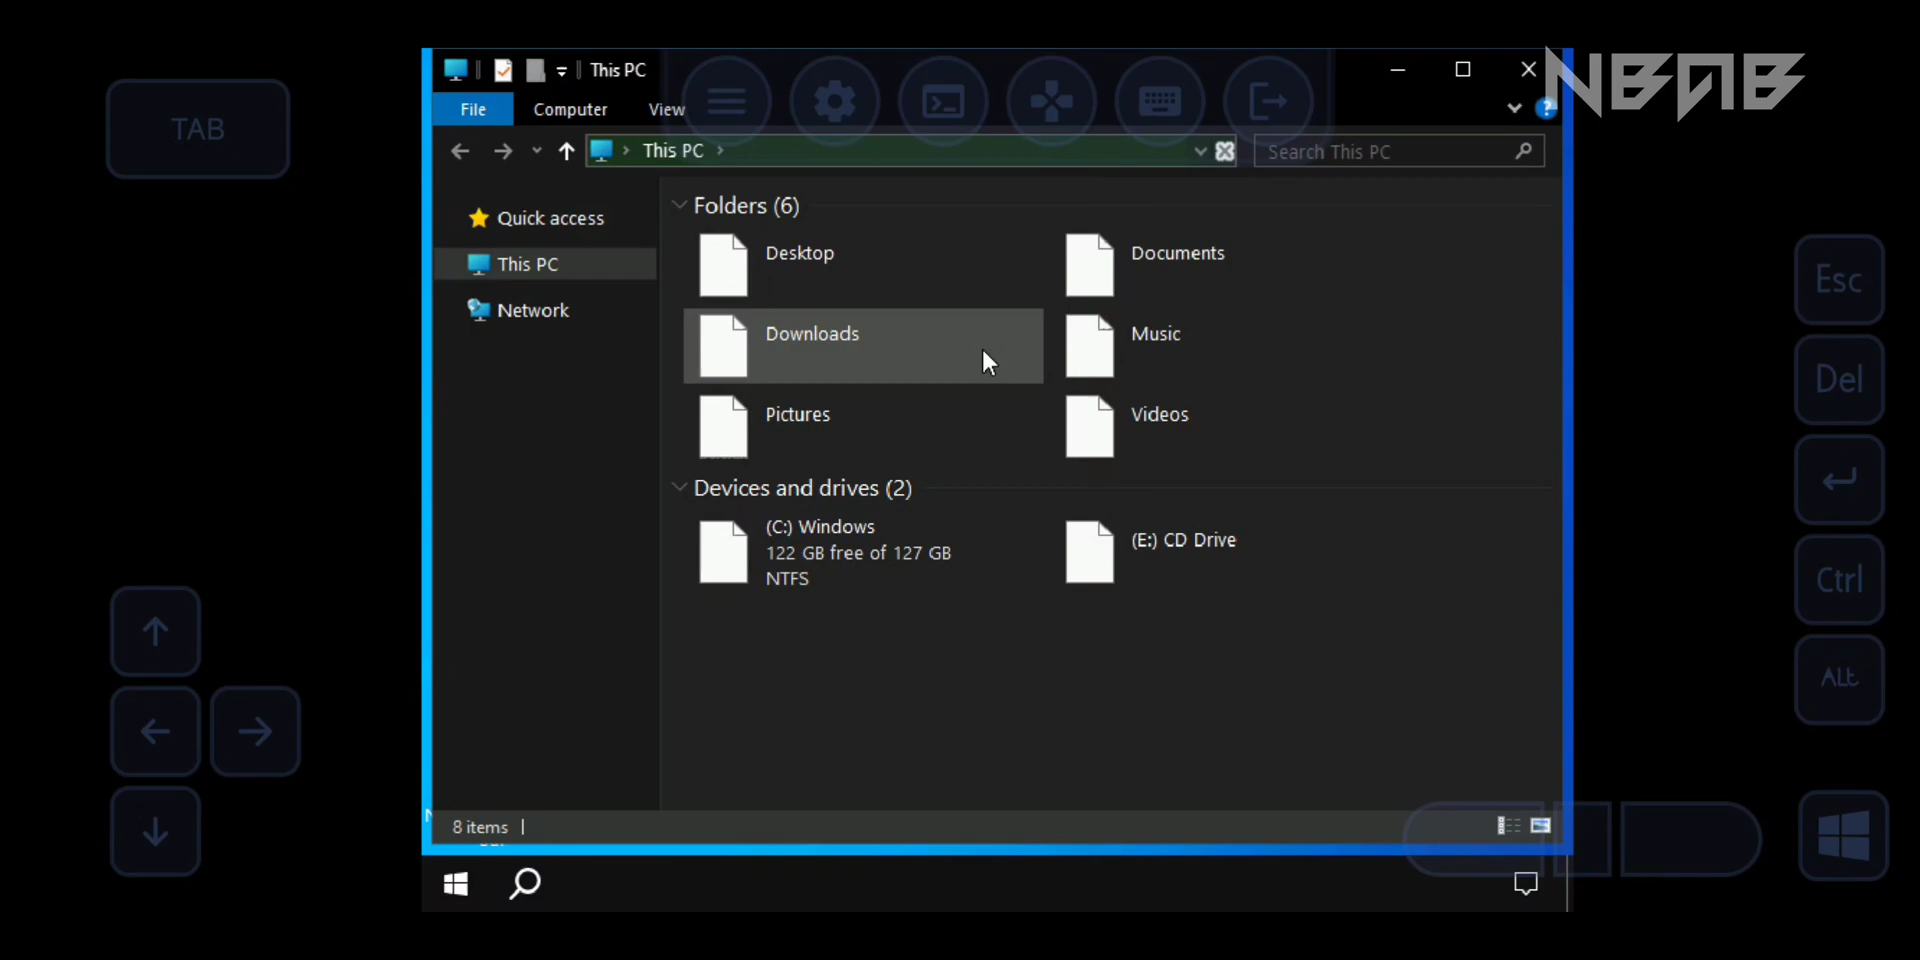 This PC
NBAB
File
Computer
View
This PC
Search This PC
TAB
Quick access
This PC
Network
Folders (6)
Desktop
Documents
Downloads
Music
Pictures
Videos
Devices and drives (2)
(C:) Windows
122 GB free of 127 GB
NTFS
(E:) CD Drive
8 items
Esc
Del
Ctrl
ALt